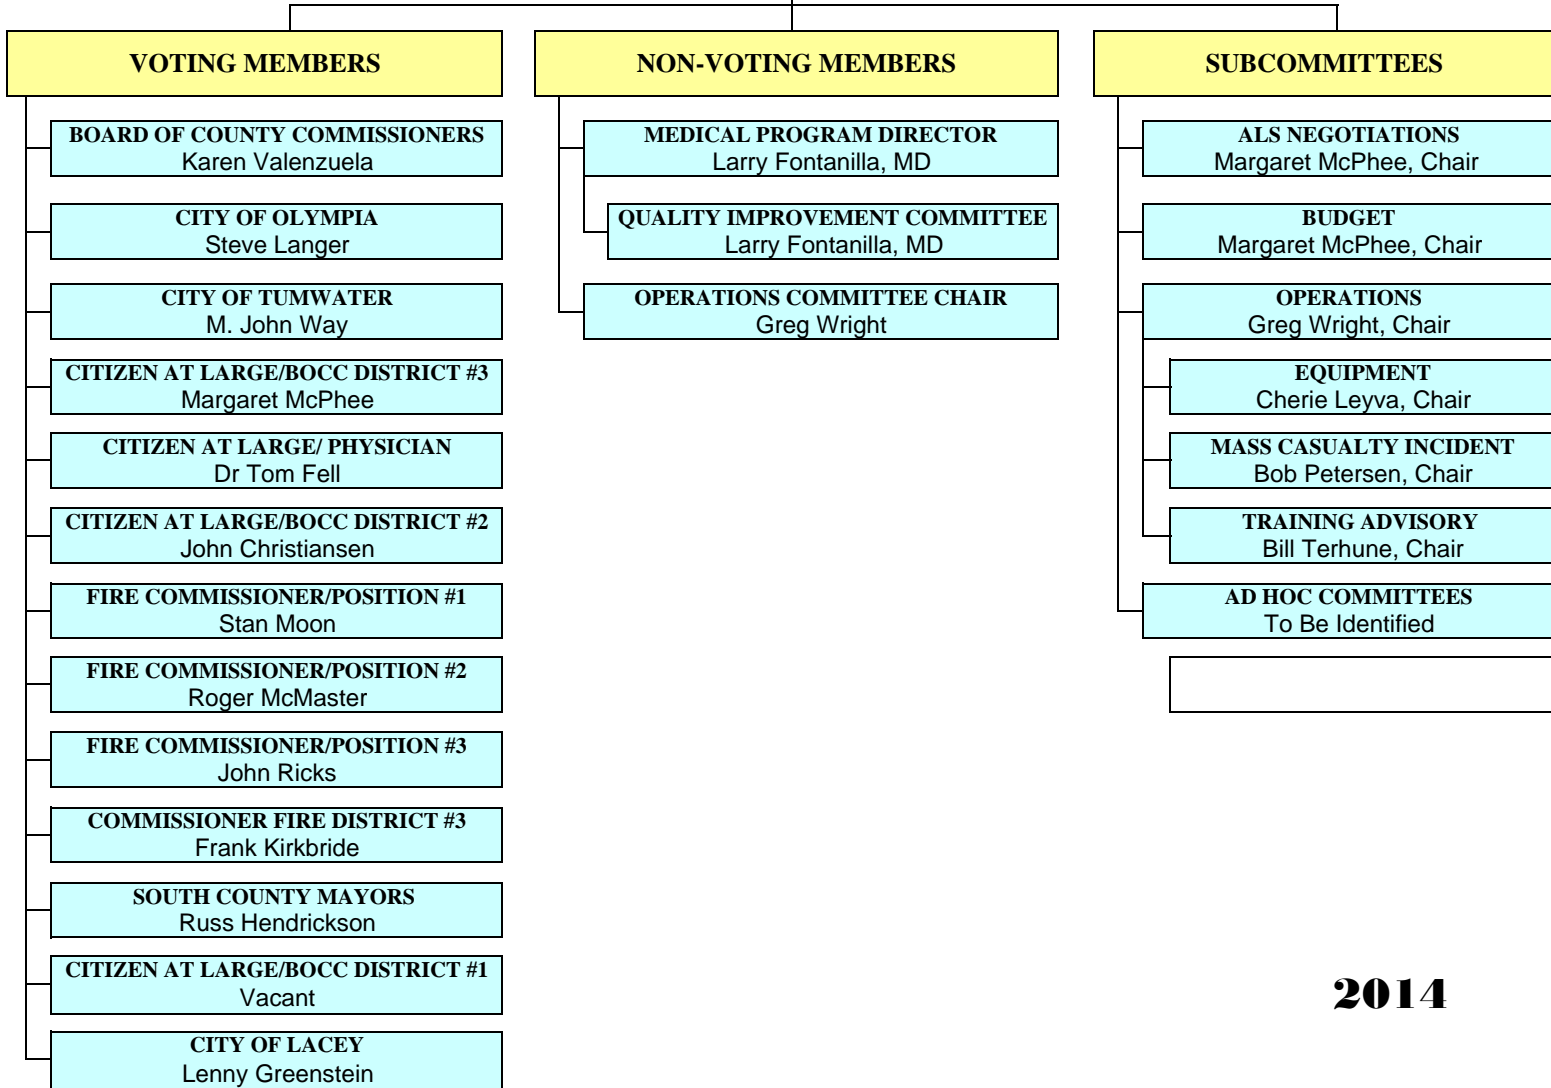 VOTING MEMBERS
BOARD OF COUNTY COMMISSIONERS
Karen Valenzuela
CITY OF OLYMPIA
Steve Langer
CITY OF TUMWATER
M. John Way
CITIZEN AT LARGE/BOCC DISTRICT #3
Margaret McPhee
CITIZEN AT LARGE/ PHYSICIAN
Dr Tom Fell
CITIZEN AT LARGE/BOCC DISTRICT #2
John Christiansen
FIRE COMMISSIONER/POSITION #1
Stan Moon
FIRE COMMISSIONER/POSITION #2
Roger McMaster
FIRE COMMISSIONER/POSITION #3
John Ricks
COMMISSIONER FIRE DISTRICT #3
Frank Kirkbride
SOUTH COUNTY MAYORS
Russ Hendrickson
CITIZEN AT LARGE/BOCC DISTRICT #1
Vacant
CITY OF LACEY
Lenny Greenstein
NON-VOTING MEMBERS
MEDICAL PROGRAM DIRECTOR
Larry Fontanilla, MD
QUALITY IMPROVEMENT COMMITTEE
Larry Fontanilla, MD
OPERATIONS COMMITTEE CHAIR
Greg Wright
SUBCOMMITTEES
ALS NEGOTIATIONS
Margaret McPhee, Chair
BUDGET
Margaret McPhee, Chair
OPERATIONS
Greg Wright, Chair
EQUIPMENT
Cherie Leyva, Chair
MASS CASUALTY INCIDENT
Bob Petersen, Chair
TRAINING ADVISORY
Bill Terhune, Chair
AD HOC COMMITTEES
To Be Identified
2014